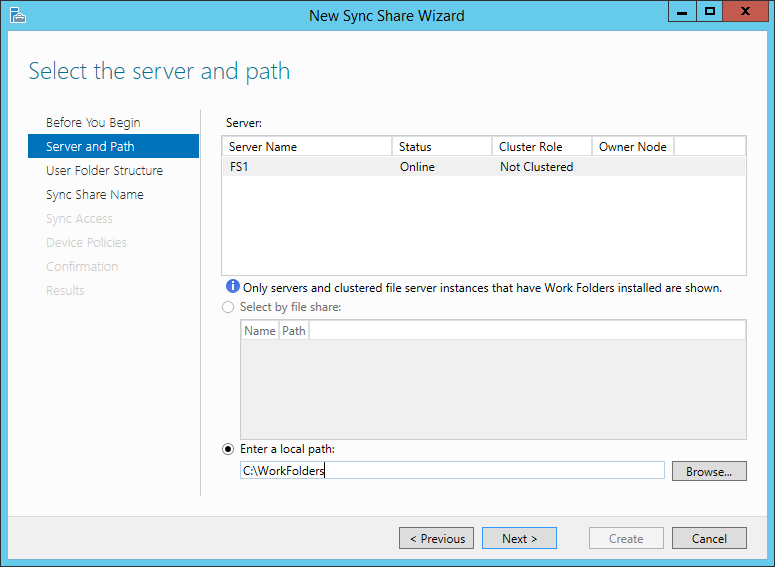 New Sync Share Wizard
Select the server and path
Before You Begin
Server and Path
User Folder Structure
Sync Share Name
Sync Access
Device Policies
Confirmation
Results
Server:
Server Name Status Cluster Role Owner Node
FS1 Online Not Clustered
Only servers and clustered file server instances that have Work Folders installed are shown.
Select by file share:
Name Path
Enter a local path:
C:\WorkFolders
Browse...
< Previous Next > Create Cancel